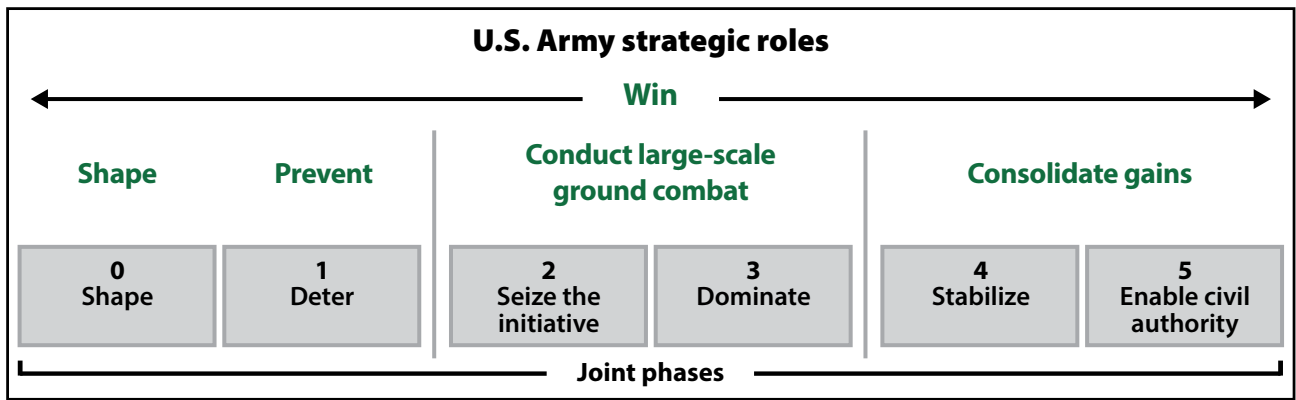 U.S. Army strategic roles
Win
Shape
Prevent
Conduct large-scale
ground combat
Consolidate gains
0
Shape
1
Deter
2
Seize the
initiative
3
Dominate
4
Stabilize
5
Enable civil
authority
Joint phases